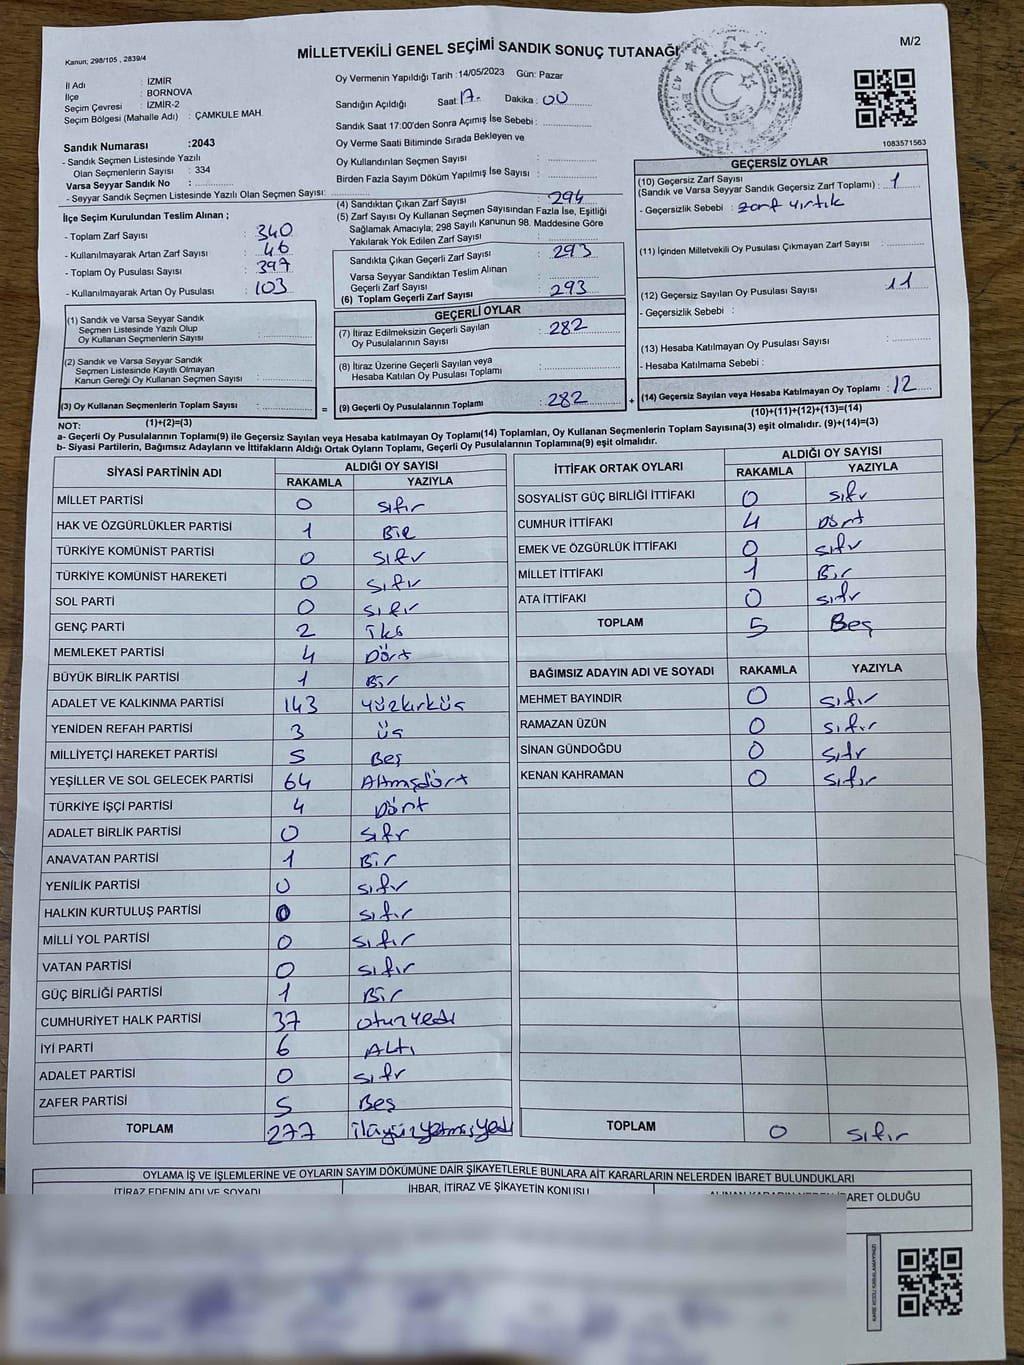 Kanun; 298/105 , 2839/4
MİLLETVEKİLİ GENEL SEÇİMİ SANDIK SONUÇ TUTANAĞI
M/2
İl Adı : İZMİR
İlçe : BORNOVA
Seçim Çevresi : İZMİR-2
Seçim Bölgesi (Mahalle Adı) : ÇAMKULE MAH.
Sandık Numarası :2043
- Sandık Seçmen Listesinde Yazılı
Olan Seçmenlerin Sayısı : 334
Varsa Seyyar Sandık No :
- Seyyar Sandık Seçmen Listesinde Yazılı Olan Seçmen Sayısı:
Oy Vermenin Yapıldığı Tarih :14/05/2023 Gün: Pazar
Sandığın Açıldığı Saat: 17. Dakika : 00
Sandık Saat 17:00'den Sonra Açımış İse Sebebi :
Oy Verme Saati Bitiminde Sırada Bekleyen ve
Oy Kullandırılan Seçmen Sayısı :
Birden Fazla Sayım Döküm Yapılmış İse Sayısı :
1083571563
İlçe Seçim Kurulundan Teslim Alınan ;
- Toplam Zarf Sayısı : 340
- Kullanılmayarak Artan Zarf Sayısı : 46
- Toplam Oy Pusulası Sayısı : 397
- Kullanılmayarak Artan Oy Pusulası : 103
(4) Sandıktan Çıkan Zarf Sayısı : 294
(5) Zarf Sayısı Oy Kullanan Seçmen Sayısından Fazla İse, Eşitliği
Sağlamak Amacıyla; 298 Sayılı Kanunun 98. Maddesine Göre
Yakılarak Yok Edilen Zarf Sayısı :
Sandıkta Çıkan Geçerli Zarf Sayısı : 293
Varsa Seyyar Sandıktan Teslim Alınan
Geçerli Zarf Sayısı :
(6) Toplam Geçerli Zarf Sayısı : 293
GEÇERSİZ OYLAR
(10) Geçersiz Zarf Sayısı
(Sandık ve Varsa Seyyar Sandık Geçersiz Zarf Toplamı) : 1
- Geçersizlik Sebebi : zarf yırtık
(11) İçinden Milletvekili Oy Pusulası Çıkmayan Zarf Sayısı :
(12) Geçersiz Sayılan Oy Pusulası Sayısı : 11
- Geçersizlik Sebebi :
(13) Hesaba Katılmayan Oy Pusulası Sayısı :
- Hesaba Katılmama Sebebi :
(14) Geçersiz Sayılan veya Hesaba Katılmayan Oy Toplamı : 12
(10)+(11)+(12)+(13)=(14)
(1) Sandık ve Varsa Seyyar Sandık
Seçmen Listesinde Yazılı Olup
Oy Kullanan Seçmenlerin Sayısı :
(2) Sandık ve Varsa Seyyar Sandık
Seçmen Listesinde Kayıtlı Olmayan
Kanun Gereği Oy Kullanan Seçmen Sayısı :
(3) Oy Kullanan Seçmenlerin Toplam Sayısı : =
(1)+(2)=(3)
GEÇERLİ OYLAR
(7) İtiraz Edilmeksizin Geçerli Sayılan
Oy Pusulalarının Sayısı : 282
(8) İtiraz Üzerine Geçerli Sayılan veya
Hesaba Katılan Oy Pusulası Toplamı :
(9) Geçerli Oy Pusulalarının Toplamı : 282 +
NOT:
a- Geçerli Oy Pusulalarının Toplamı(9) ile Geçersiz Sayılan veya Hesaba katılmayan Oy Toplamı(14) Toplamları, Oy Kullanan Seçmenlerin Toplam Sayısına(3) eşit olmalıdır. (9)+(14)=(3)
b- Siyasi Partilerin, Bağımsız Adayların ve İttifakların Aldığı Ortak Oyların Toplamı, Geçerli Oy Pusulalarının Toplamına(9) eşit olmalıdır.
SİYASİ PARTİNİN ADI ALDIĞI OY SAYISI
RAKAMLA YAZIYLA
MİLLET PARTİSİ 0 sıfır
HAK VE ÖZGÜRLÜKLER PARTİSİ 1 Bir
TÜRKİYE KOMÜNİST PARTİSİ 0 sıfır
TÜRKİYE KOMÜNİST HAREKETİ 0 sıfır
SOL PARTİ 0 sıfır
GENÇ PARTİ 2 iki
MEMLEKET PARTİSİ 4 Dört
BÜYÜK BİRLİK PARTİSİ 1 Bir
ADALET VE KALKINMA PARTİSİ 143 yüzkırküç
YENİDEN REFAH PARTİSİ 3 üç
MİLLİYETÇİ HAREKET PARTİSİ 5 Beş
YEŞİLLER VE SOL GELECEK PARTİSİ 64 Altmışdört
TÜRKİYE İŞÇİ PARTİSİ 4 Dört
ADALET BİRLİK PARTİSİ 0 sıfır
ANAVATAN PARTİSİ 1 Bir
YENİLİK PARTİSİ 0 sıfır
HALKIN KURTULUŞ PARTİSİ 0 sıfır
MİLLİ YOL PARTİSİ 0 sıfır
VATAN PARTİSİ 0 sıfır
GÜÇ BİRLİĞİ PARTİSİ 1 Bir
CUMHURİYET HALK PARTİSİ 37 otuzyedi
İYİ PARTİ 6 Altı
ADALET PARTİSİ 0 sıfır
ZAFER PARTİSİ 5 Beş
TOPLAM 277 ikiyüzyetmişyedi
İTTİFAK ORTAK OYLARI ALDIĞI OY SAYISI
RAKAMLA YAZIYLA
SOSYALİST GÜÇ BİRLİĞİ İTTİFAKI 0 sıfır
CUMHUR İTTİFAKI 4 Dört
EMEK VE ÖZGÜRLÜK İTTİFAKI 0 sıfır
MİLLET İTTİFAKI 1 Bir
ATA İTTİFAKI 0 sıfır
TOPLAM 5 Beş
BAĞIMSIZ ADAYIN ADI VE SOYADI RAKAMLA YAZIYLA
MEHMET BAYINDIR 0 sıfır
RAMAZAN ÜZÜN 0 sıfır
SİNAN GÜNDOĞDU 0 sıfır
KENAN KAHRAMAN 0 sıfır
TOPLAM 0 sıfır
OYLAMA İŞ VE İŞLEMLERİNE VE OYLARIN SAYIM DÖKÜMÜNE DAİR ŞİKAYETLERLE BUNLARA AİT KARARLARIN NELERDEN İBARET BULUNDUKLARI
İTİRAZ EDENİN ADI VE SOYADI İHBAR, İTİRAZ VE ŞİKAYETİN KONUSU ALINAN KARARIN NEDEN İBARET OLDUĞU